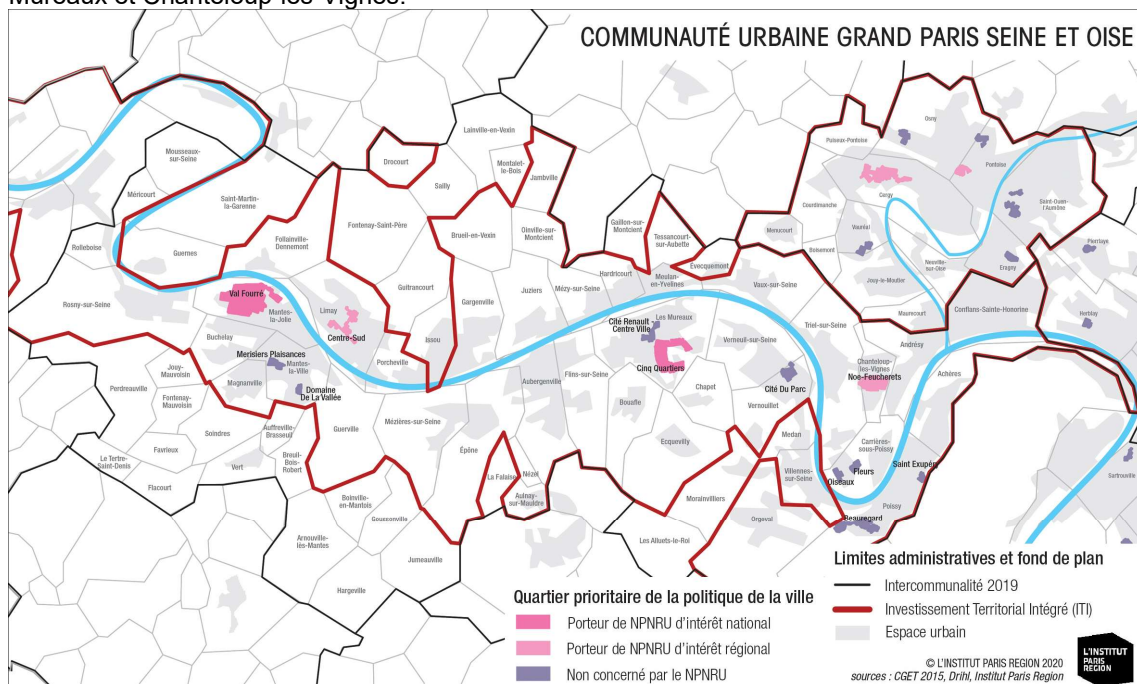 Mureaux et Chanteloup-les-Vignes.
COMMUNAUTÉ URBAINE GRAND PARIS SEINE ET OISE
Lainville-en-Vexin
Mousseaux-
sur-Seine
Drocourt
Montalet-
le-Bois
Jambville
Sailly
Méricourt
Saint-Martin-
la-Garenne
Fontenay-Saint-Père
Brueil-en-Vexin
Oinville-sur-
Montcient
Gaillon-sur-
Montcient
Tessancourt-
sur-Aubette
Rolleboise
Guernes
Follainville-
Dennemont
Guitrancourt
Gargenville
Juziers
Hardricourt
Mézy-sur-Seine
Meulan-
en-Yvelines
Evecquemont
Vaux-sur-Seine
Osny
Puiseux-Pontoise
Pontoise
Cergy
Courdimanche
Saint-Ouen-
l'Aumône
Menucourt
Vauréal
Boisemont
Neuville-
sur-Oise
Eragny
Pierrelaye
Jouy-le-Moutier
Maurecourt
Conflans-Sainte-Honorine
Herblay
Rosny-sur-Seine
Val Fourré
Mantes-
la-Jolie
Limay
Centre-Sud
Issou
Porcheville
Buchelay
Merisiers Plaisances
Mantes-
la-Ville
Magnanville
Domaine
De La Vallée
Cité Renault
Centre Ville
Les Mureaux
Cinq Quartiers
Verneuil-sur-Seine
Triel-sur-Seine
Andrésy
Chanteloup-
les-Vignes
Noé-Feucherets
Achères
Jouy-
Mauvoisin
Perdreauville
Fontenay-
Mauvoisin
Aubergenville
Flins-sur-Seine
Bouafle
Chapet
Cité Du Parc
Vernouillet
Favrieux
Soindres
Auffreville-
Brasseuil
Guerville
Mézières-sur-Seine
Épône
Ecquevilly
Medan
Carrières-
sous-Poissy
Le Tertre-
Saint-Denis
Flacourt
Vert
Breuil-
Bois-
Robert
La Falaise
Nézel
Aulnay-
sur-Mauldre
Morainvilliers
Villennes-
sur-Seine
Fleurs
Oiseaux
Poissy
Sartrouville
Boinville-
en-Mantois
Goussonville
Orgeval
Beauregard
Arnouville-
lès-Mantes
Jumeauville
Les Alluets-le-Roi
Hargeville
Quartier prioritaire de la politique de la ville
Porteur de NPNRU d'intérêt national
Porteur de NPNRU d'intérêt régional
Non concerné par le NPNRU
Limites administratives et fond de plan
Intercommunalité 2019
Investissement Territorial Intégré (ITI)
Espace urbain
© L'INSTITUT PARIS REGION 2020
sources : CGET 2015, Drihl, Institut Paris Region
L'INSTITUT
PARIS
REGION